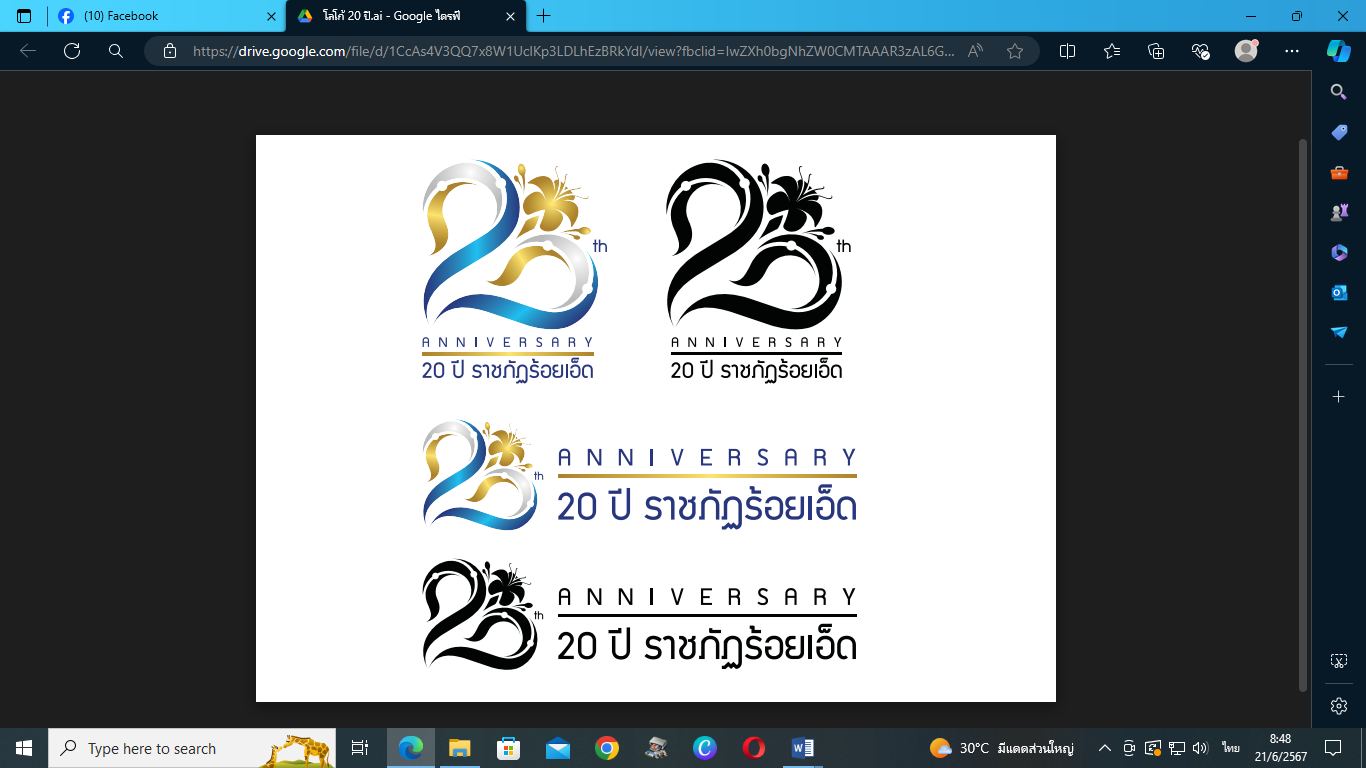 (10) Facebook
โลโก้ 20 ปี.ai - Google ไดรฟ์
https://drive.google.com/file/d/1CcAs4V3QQ7x8W1UcIKp3LDLhEzBRkYdI/view?fbclid=IwZXh0bgNhZW0CMTAAAR3zAL6G...
th
ANNIVERSARY
20 ปี ราชภัฏร้อยเอ็ด
th
ANNIVERSARY
20 ปี ราชภัฏร้อยเอ็ด
th
ANNIVERSARY
20 ปี ราชภัฏร้อยเอ็ด
th
ANNIVERSARY
20 ปี ราชภัฏร้อยเอ็ด
Type here to search
30°C มีแดดส่วนใหญ่
ไทย
8:48
21/6/2567